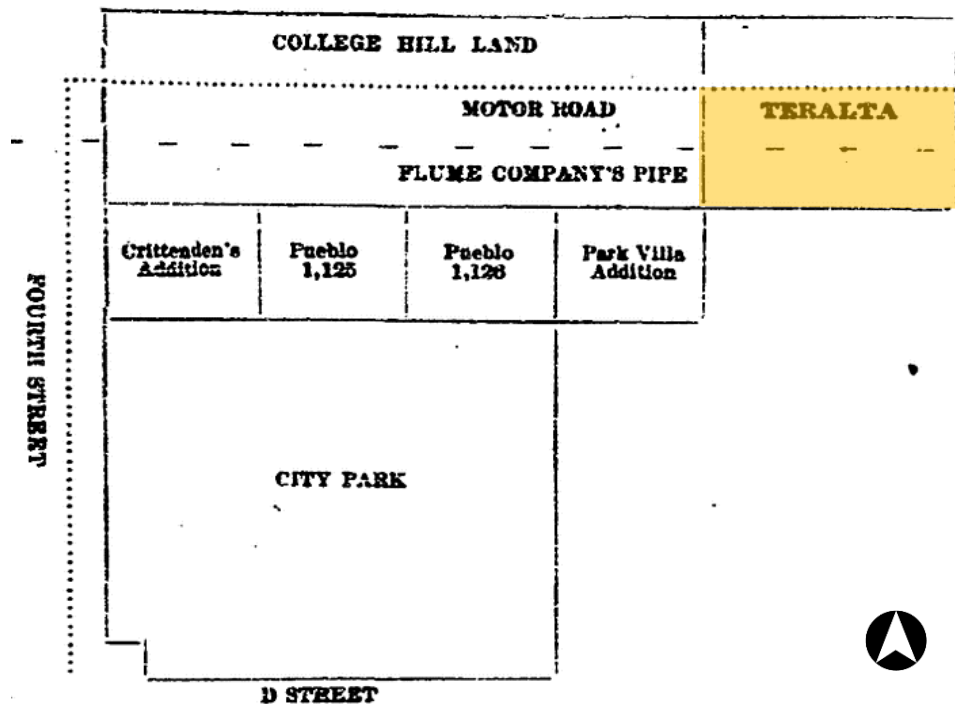 COLLEGE HILL LAND
MOTOR ROAD
TERALTA
FLUME COMPANY'S PIPE
Crittenden's
Addition
Pueblo
1,125
Pueblo
1,126
Park Villa
Addition
FOURTH STREET
CITY PARK
D STREET